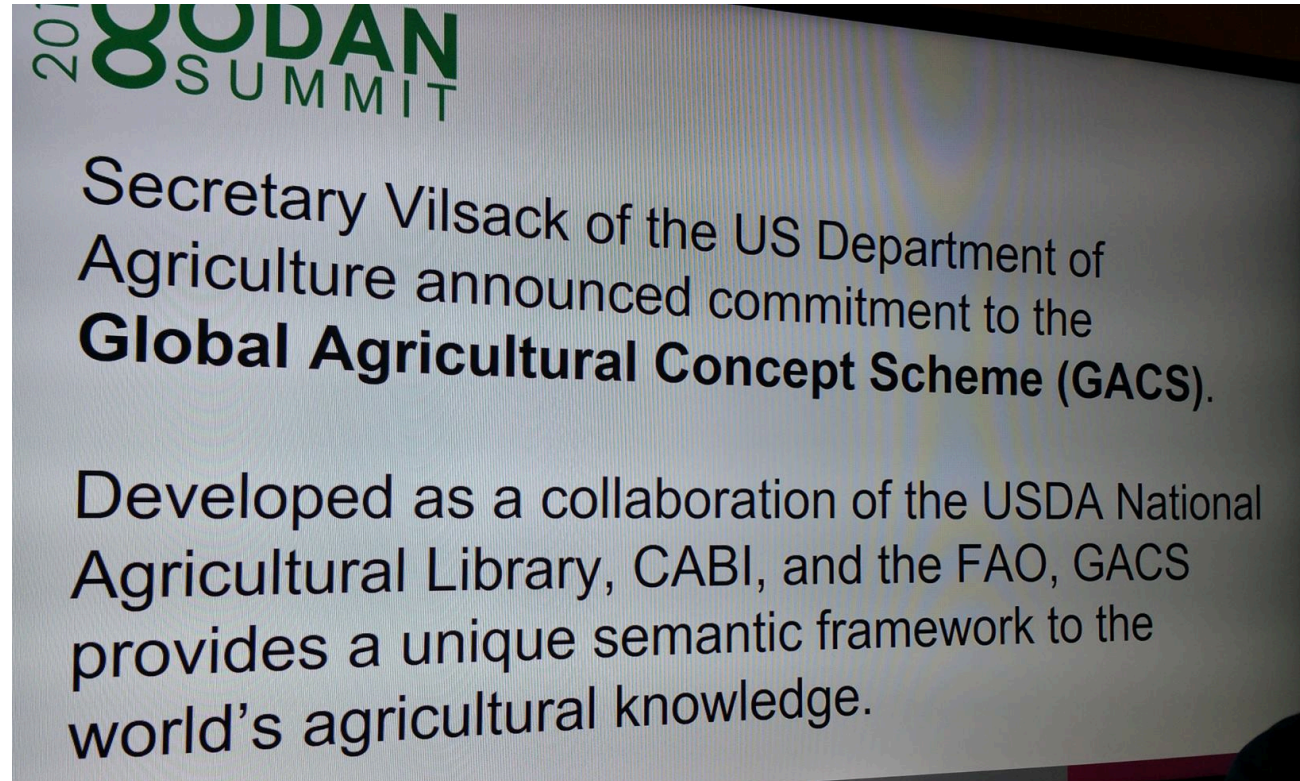 SUMMIT
Secretary Vilsack of the US Department of
Agriculture announced commitment to the
Global Agricultural Concept Scheme (GACS).
Developed as a collaboration of the USDA National
Agricultural Library, CABI, and the FAO, GACS
provides a unique semantic framework to the
world's agricultural knowledge.